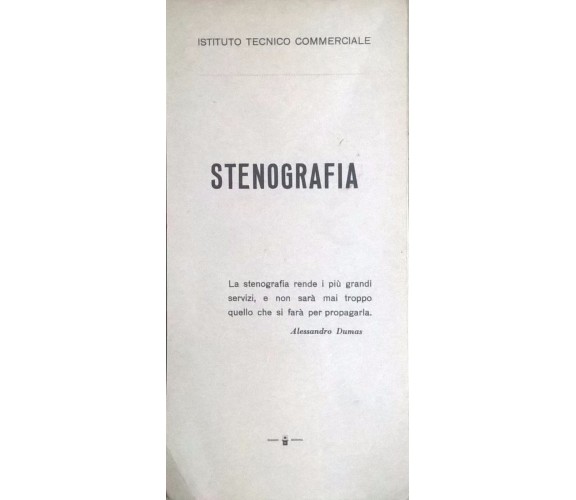 ISTITUTO TECNICO COMMERCIALE
STENOGRAFIA
La stenografia rende i più grandi
servizi, e non sarà mai troppo
quello che si farà per propagarla.
Alessandro Dumas